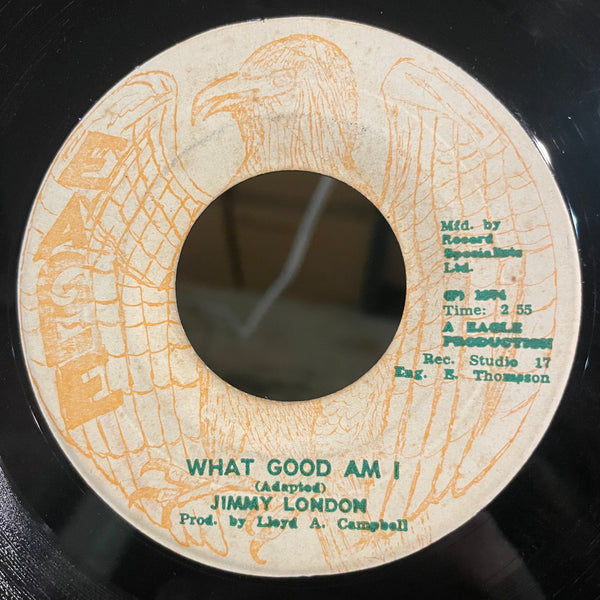 EAGLE
Mfd. by
Record
Specialists
Ltd.
(P) 1974
Time: 2 55
A EAGLE
PRODUCTION
Rec. Studio 17
Eng. E. Thompson
WHAT GOOD AM I
(Adapted)
JIMMY LONDON
Prod. by Lloyd A. Campbell